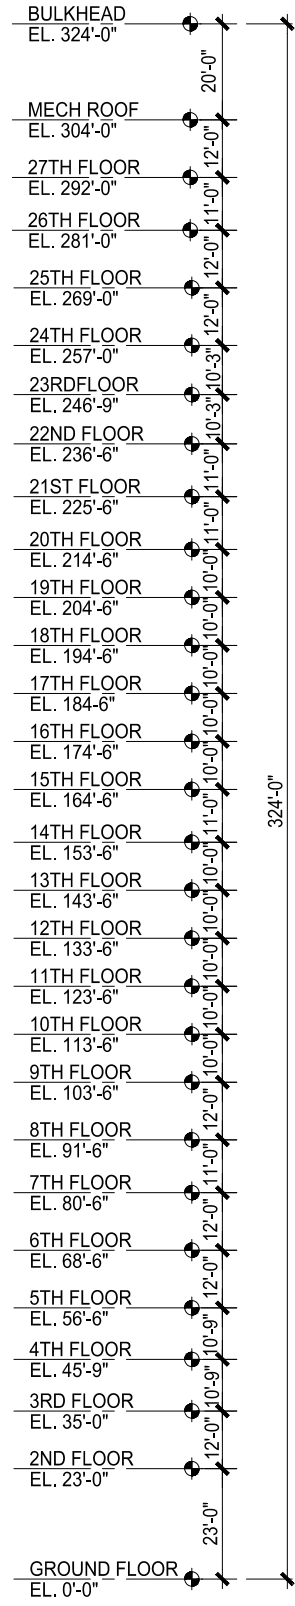 BULKHEAD
EL. 324'-0"
20'-0"
MECH ROOF
EL. 304'-0"
12'-0"
27TH FLOOR
EL. 292'-0"
11'-0"
26TH FLOOR
EL. 281'-0"
12'-0"
25TH FLOOR
EL. 269'-0"
12'-0"
24TH FLOOR
EL. 257'-0"
10'-3"
23RDFLOOR
EL. 246'-9"
10'-3"
22ND FLOOR
EL. 236'-6"
11'-0"
21ST FLOOR
EL. 225'-6"
11'-0"
20TH FLOOR
EL. 214'-6"
10'-0"
19TH FLOOR
EL. 204'-6"
10'-0"
18TH FLOOR
EL. 194'-6"
10'-0"
17TH FLOOR
EL. 184-6"
10'-0"
16TH FLOOR
EL. 174'-6"
10'-0"
15TH FLOOR
EL. 164'-6"
11'-0"
324'-0"
14TH FLOOR
EL. 153'-6"
10'-0"
13TH FLOOR
EL. 143'-6"
10'-0"
12TH FLOOR
EL. 133'-6"
10'-0"
11TH FLOOR
EL. 123'-6"
10'-0"
10TH FLOOR
EL. 113'-6"
10'-0"
9TH FLOOR
EL. 103'-6"
12'-0"
8TH FLOOR
EL. 91'-6"
11'-0"
7TH FLOOR
EL. 80'-6"
12'-0"
6TH FLOOR
EL. 68'-6"
12'-0"
5TH FLOOR
EL. 56'-6"
10'-9"
4TH FLOOR
EL. 45'-9"
10'-9"
3RD FLOOR
EL. 35'-0"
12'-0"
2ND FLOOR
EL. 23'-0"
23'-0"
GROUND FLOOR
EL. 0'-0"